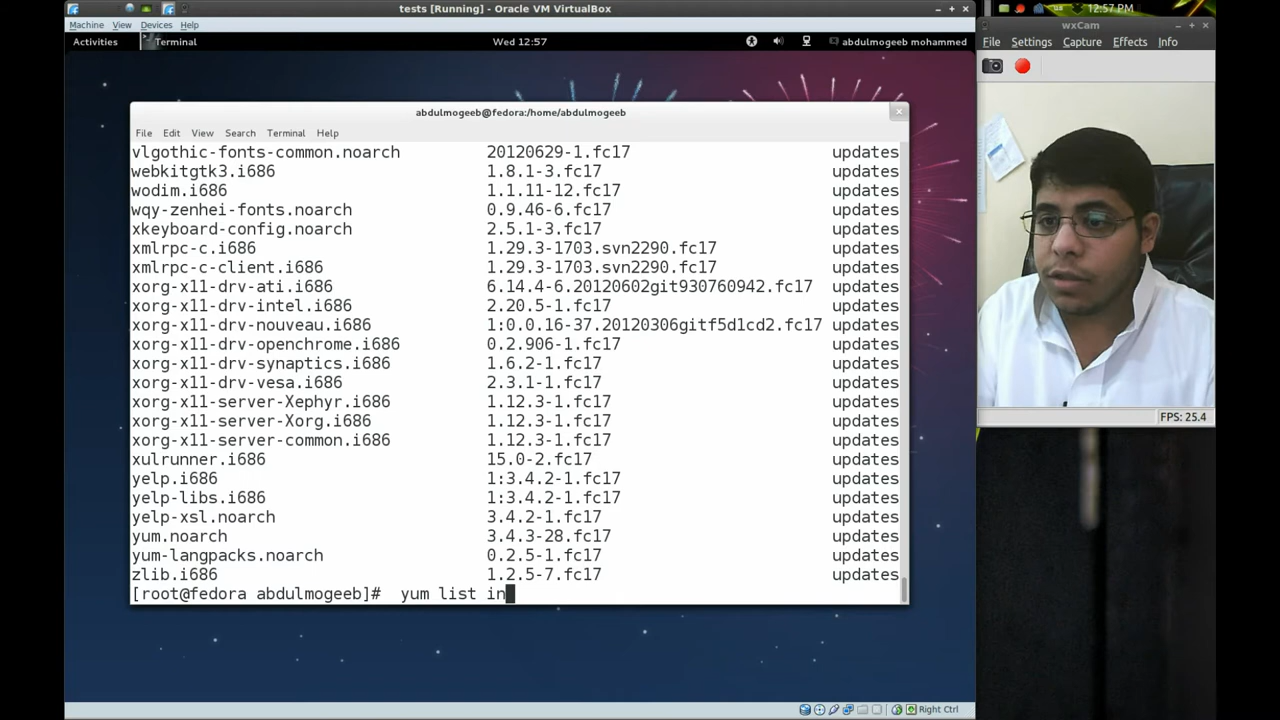 tests [Running] - Oracle VM VirtualBox
Machine View Devices Help
Activities Terminal Wed 12:57 abdulmogeeb mohammed
abdulmogeeb@fedora:/home/abdulmogeeb
File Edit View Search Terminal Help
vlgothic-fonts-common.noarch 20120629-1.fc17 updates
webkitgtk3.i686 1.8.1-3.fc17 updates
wodim.i686 1.1.11-12.fc17 updates
wqy-zenhei-fonts.noarch 0.9.46-6.fc17 updates
xkeyboard-config.noarch 2.5.1-3.fc17 updates
xmlrpc-c.i686 1.29.3-1703.svn2290.fc17 updates
xmlrpc-c-client.i686 1.29.3-1703.svn2290.fc17 updates
xorg-x11-drv-ati.i686 6.14.4-6.20120602git930760942.fc17 updates
xorg-x11-drv-intel.i686 2.20.5-1.fc17 updates
xorg-x11-drv-nouveau.i686 1:0.0.16-37.20120306gitf5d1cd2.fc17 updates
xorg-x11-drv-openchrome.i686 0.2.906-1.fc17 updates
xorg-x11-drv-synaptics.i686 1.6.2-1.fc17 updates
xorg-x11-drv-vesa.i686 2.3.1-1.fc17 updates
xorg-x11-server-Xephyr.i686 1.12.3-1.fc17 updates
xorg-x11-server-Xorg.i686 1.12.3-1.fc17 updates
xorg-x11-server-common.i686 1.12.3-1.fc17 updates
xulrunner.i686 15.0-2.fc17 updates
yelp.i686 1:3.4.2-1.fc17 updates
yelp-libs.i686 1:3.4.2-1.fc17 updates
yelp-xsl.noarch 3.4.2-1.fc17 updates
yum.noarch 3.4.3-28.fc17 updates
yum-langpacks.noarch 0.2.5-1.fc17 updates
zlib.i686 1.2.5-7.fc17 updates
[root@fedora abdulmogeeb]#  yum list in
Right Ctrl
12:57 PM
wxCam
File Settings Capture Effects Info
FPS: 25.4